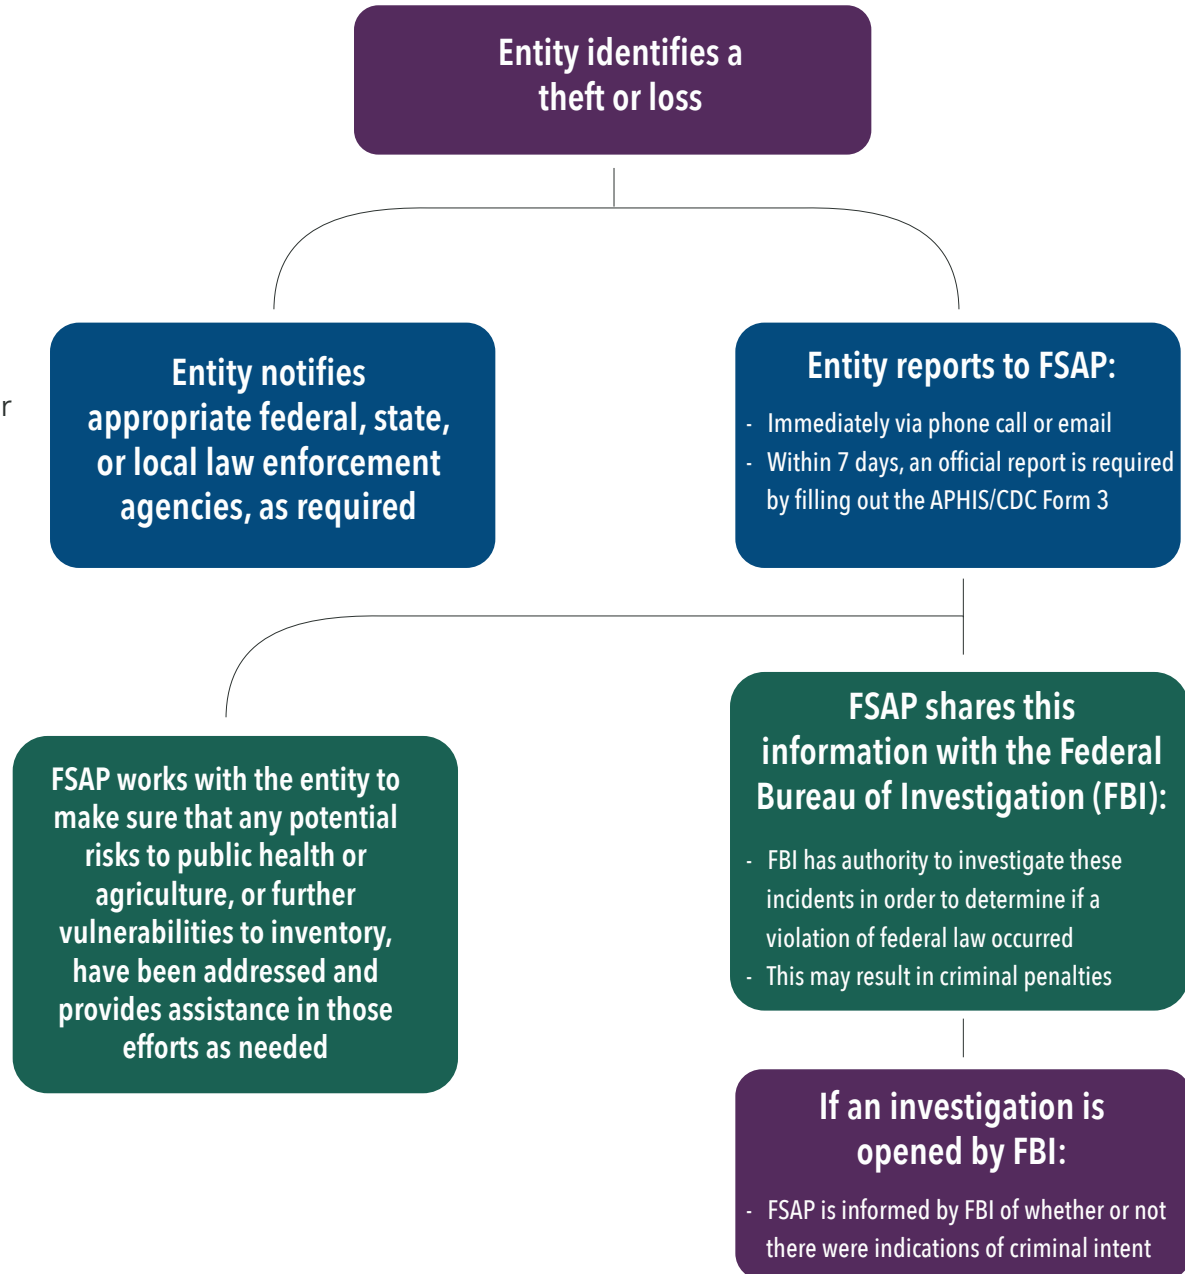 Entity identifies a
theft or loss
r
Entity notifies
appropriate federal, state,
or local law enforcement
agencies, as required
Entity reports to FSAP:
- Immediately via phone call or email
- Within 7 days, an official report is required
by filling out the APHIS/CDC Form 3
FSAP works with the entity to
make sure that any potential
risks to public health or
agriculture, or further
vulnerabilities to inventory,
have been addressed and
provides assistance in those
efforts as needed
FSAP shares this
information with the Federal
Bureau of Investigation (FBI):
- FBI has authority to investigate these
incidents in order to determine if a
violation of federal law occurred
- This may result in criminal penalties
If an investigation is
opened by FBI:
- FSAP is informed by FBI of whether or not
there were indications of criminal intent